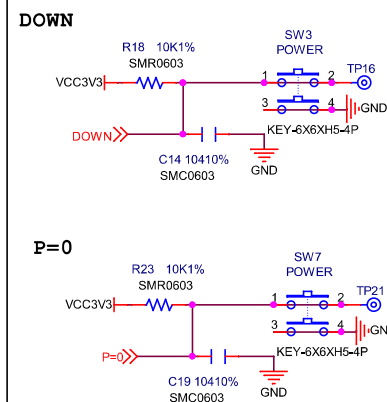 DOWN
SW3
POWER
R18 10K1%
SMR0603
TP16
VCC3V3
1 2
3 4
GND
KEY-6X6XH5-4P
DOWN
C14 10410%
SMC0603
GND
P=0
SW7
POWER
R23 10K1%
SMR0603
TP21
VCC3V3
1 2
3 4
GN
KEY-6X6XH5-4P
P=0
C19 10410%
SMC0603
GND